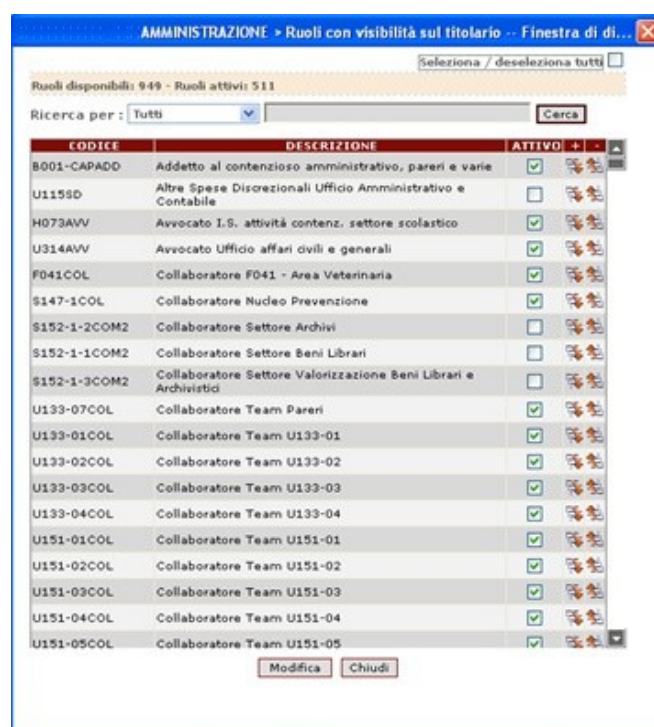 AMMINISTRAZIONE > Ruoli con visibilità sul titolario -- Finestra di di...
Seleziona / deseleziona tutti
Ruoli disponibili: 949 - Ruoli attivi: 511
Ricerca per : Tutti Cerca
CODICE DESCRIZIONE ATTIVO + -
B001-CAPADD Addetto al contenzioso amministrativo, pareri e varie
U115SD Altre Spese Discrezionali Ufficio Amministrativo e
Contabile
H073AVV Avvocato I.S. attività contenz. settore scolastico
U314AVV Avvocato Ufficio affari civili e generali
F041COL Collaboratore F041 - Area Veterinaria
S147-1COL Collaboratore Nucleo Prevenzione
S152-1-2COM2 Collaboratore Settore Archivi
S152-1-1COM2 Collaboratore Settore Beni Librari
S152-1-3COM2 Collaboratore Settore Valorizzazione Beni Librari e
Archivistici
U133-07COL Collaboratore Team Pareri
U133-01COL Collaboratore Team U133-01
U133-02COL Collaboratore Team U133-02
U133-03COL Collaboratore Team U133-03
U133-04COL Collaboratore Team U133-04
U151-01COL Collaboratore Team U151-01
U151-02COL Collaboratore Team U151-02
U151-03COL Collaboratore Team U151-03
U151-04COL Collaboratore Team U151-04
U151-05COL Collaboratore Team U151-05
Modifica Chiudi